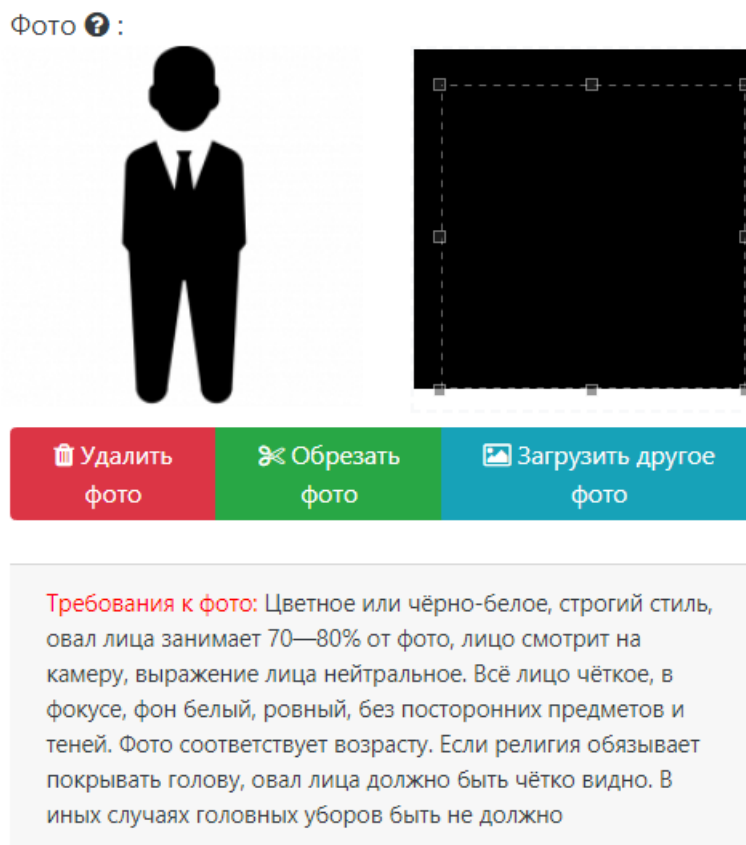 Фото ? :
Удалить фото
Обрезать фото
Загрузить другое фото
Требования к фото: Цветное или чёрно-белое, строгий стиль,
овал лица занимает 70—80% от фото, лицо смотрит на
камеру, выражение лица нейтральное. Всё лицо чёткое, в
фокусе, фон белый, ровный, без посторонних предметов и
теней. Фото соответствует возрасту. Если религия обязывает
покрывать голову, овал лица должно быть чётко видно. В
иных случаях головных уборов быть не должно